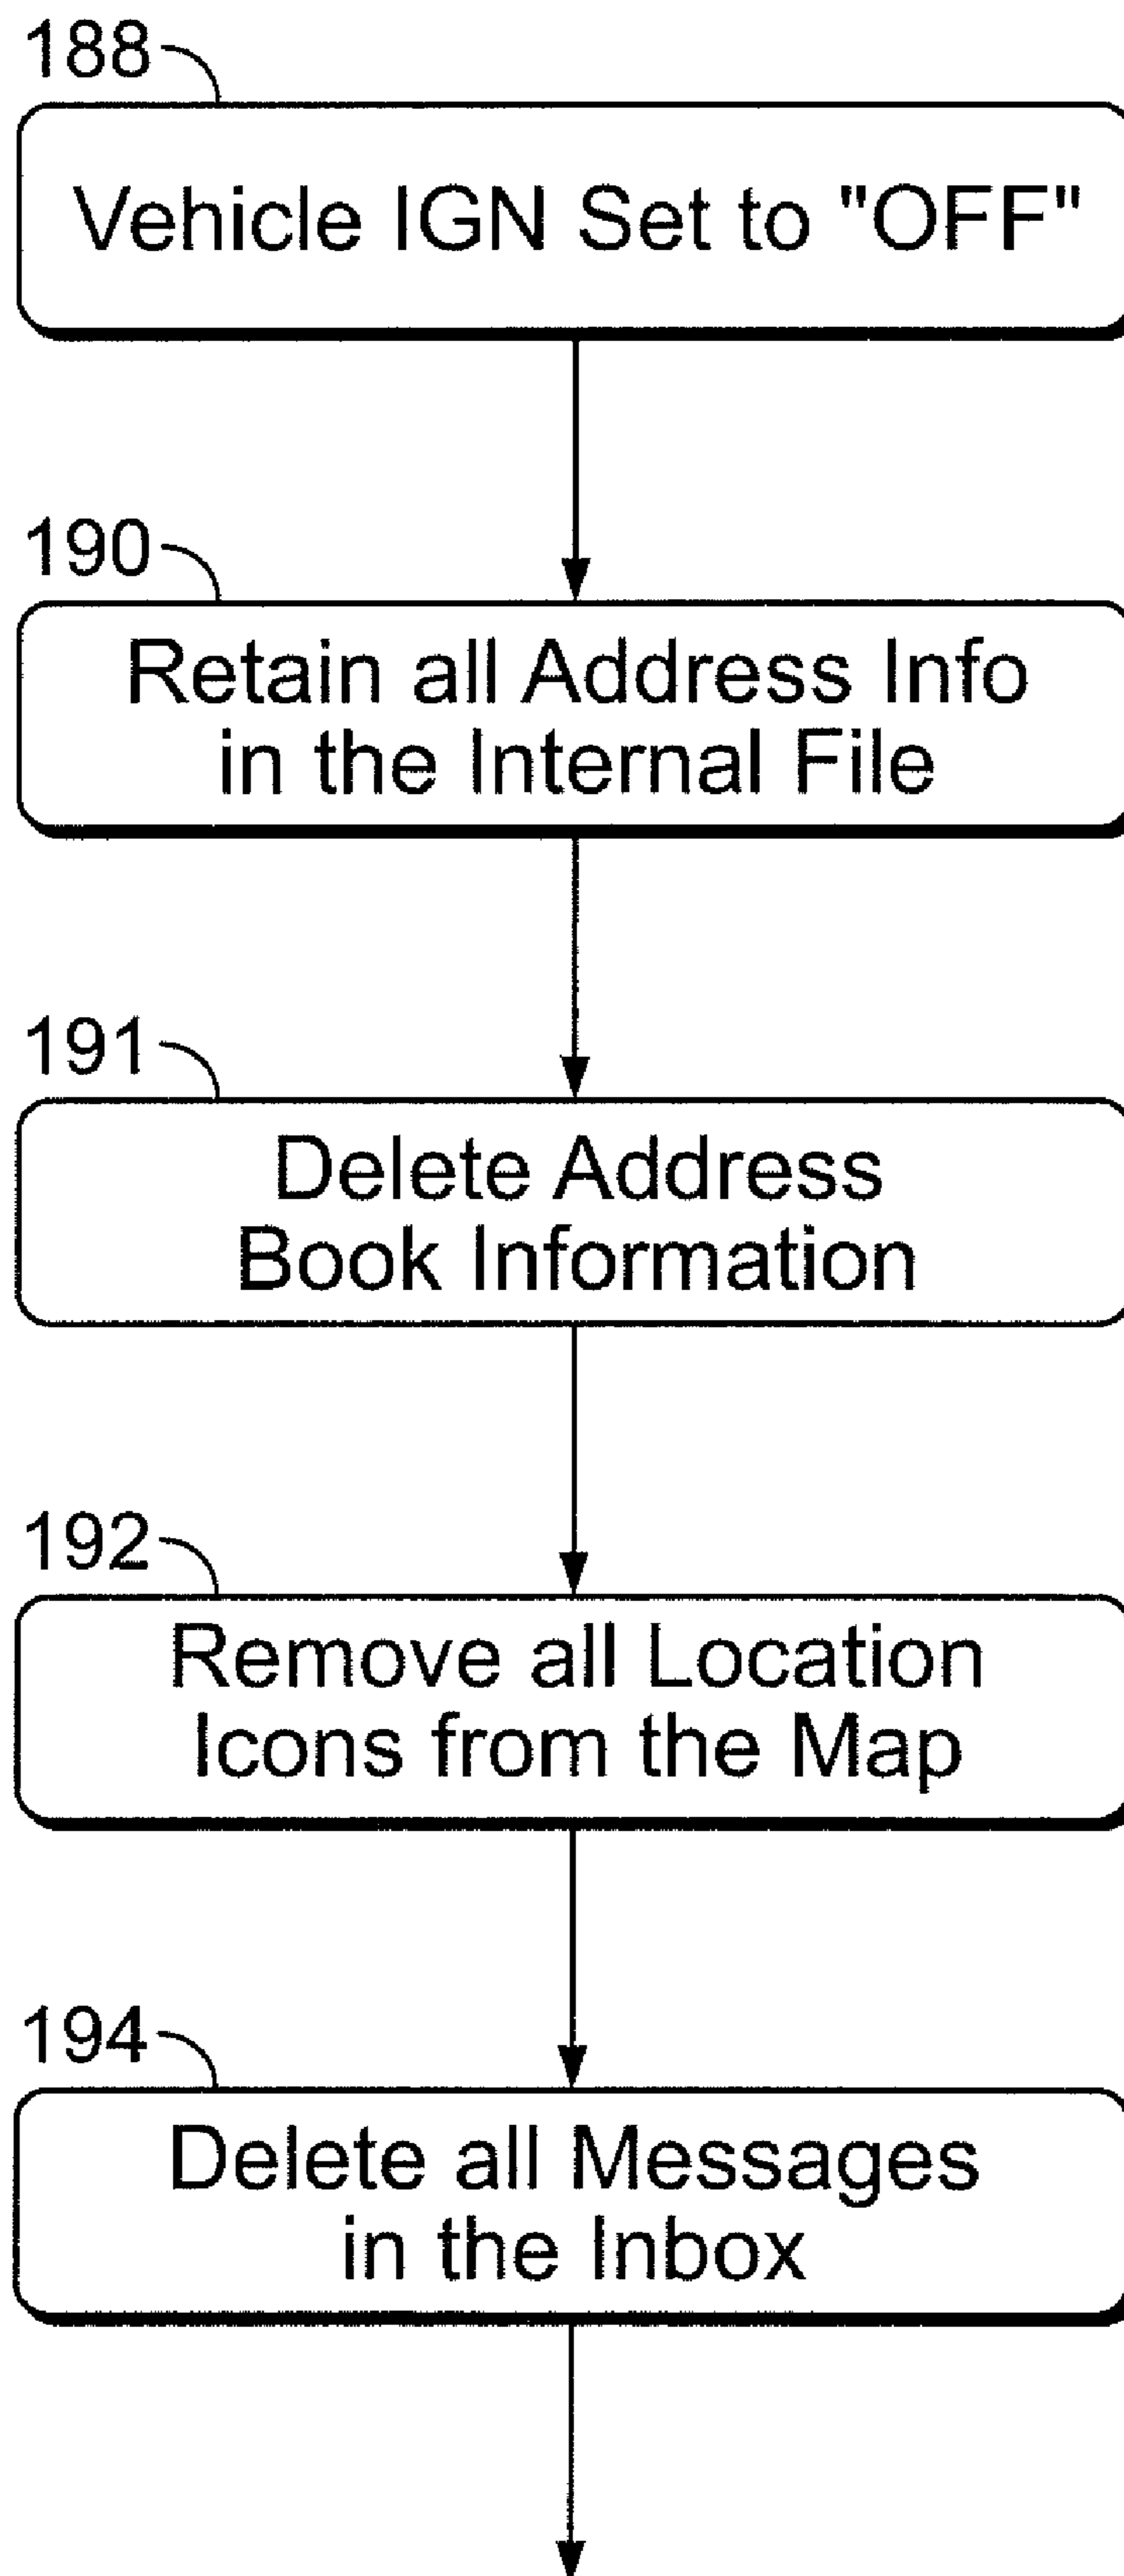 188
Vehicle IGN Set to "OFF"
190
Retain all Address Info
in the Internal File
191
Delete Address
Book Information
192
Remove all Location
Icons from the Map
194
Delete all Messages
in the Inbox